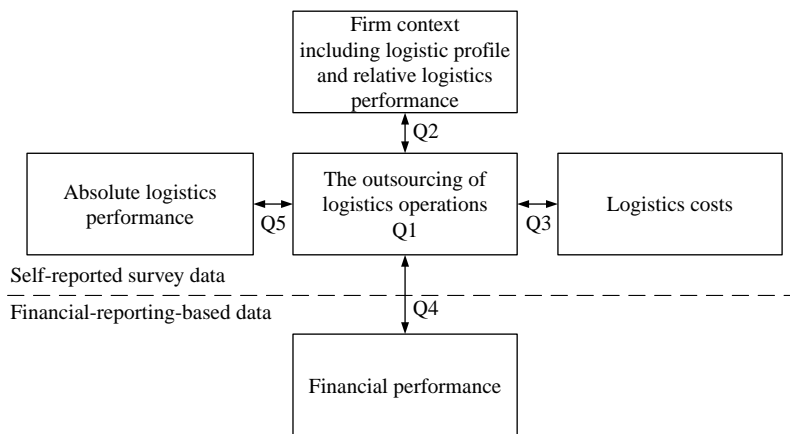 Firm context
including logistic profile
and relative logistics
performance
Q2
Absolute logistics
performance
Q5
The outsourcing of
logistics operations
Q1
Q3
Logistics costs
Self-reported survey data
Financial-reporting-based data
Q4
Financial performance